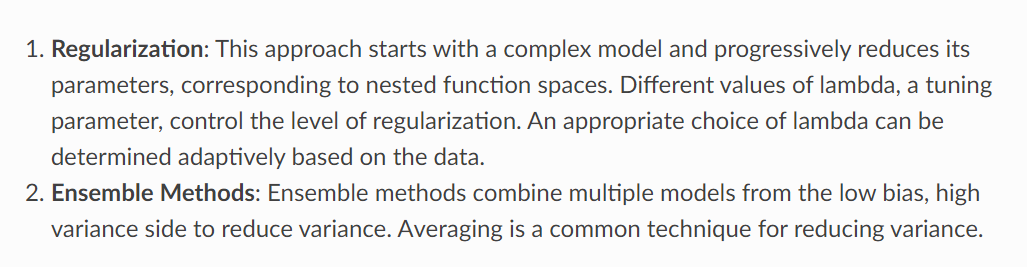 1. Regularization: This approach starts with a complex model and progressively reduces its
parameters, corresponding to nested function spaces. Different values of lambda, a tuning
parameter, control the level of regularization. An appropriate choice of lambda can be
determined adaptively based on the data.
2. Ensemble Methods: Ensemble methods combine multiple models from the low bias, high
variance side to reduce variance. Averaging is a common technique for reducing variance.